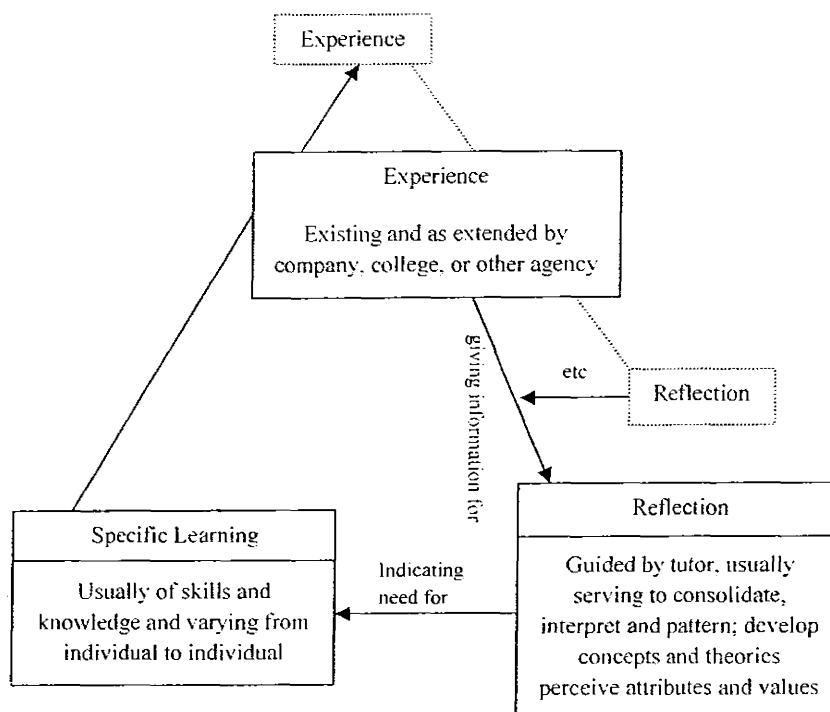 Experience
Experience
Existing and as extended by
company, college, or other agency
giving information for
etc
Reflection
Reflection
Guided by tutor, usually
serving to consolidate,
interpret and pattern; develop
concepts and theories
perceive attributes and values
Indicating
need for
Specific Learning
Usually of skills and
knowledge and varying from
individual to individual